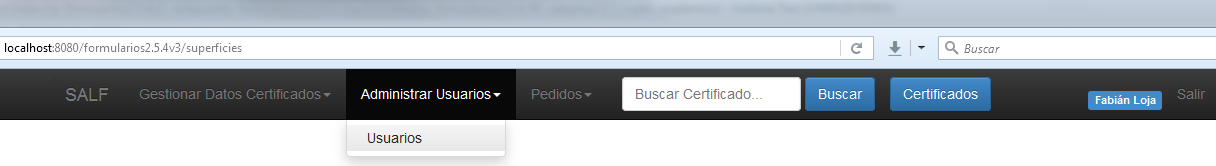 localhost:8080/formularios2.5.4v3/superficies
Buscar
SALF
Gestionar Datos Certificados
Administrar Usuarios
Pedidos
Buscar Certificado...
Buscar
Certificados
Fabián Loja
Salir
Usuarios